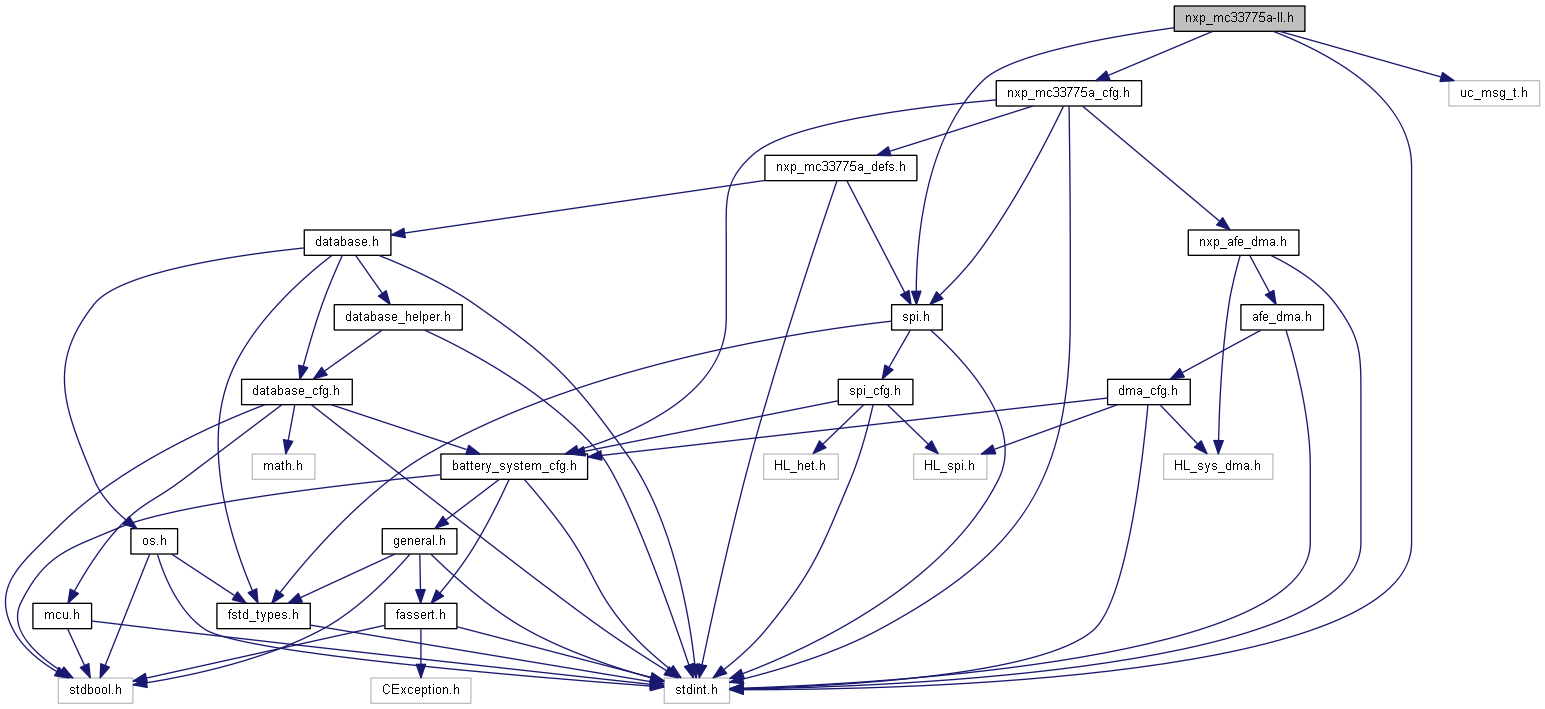 nxp_mc33775a-ll.h
nxp_mc33775a_cfg.h
uc_msg_t.h
nxp_mc33775a_defs.h
database.h
nxp_afe_dma.h
database_helper.h
spi.h
afe_dma.h
database_cfg.h
spi_cfg.h
dma_cfg.h
math.h
battery_system_cfg.h
HL_het.h
HL_spi.h
HL_sys_dma.h
os.h
general.h
mcu.h
fstd_types.h
fassert.h
stdbool.h
CException.h
stdint.h